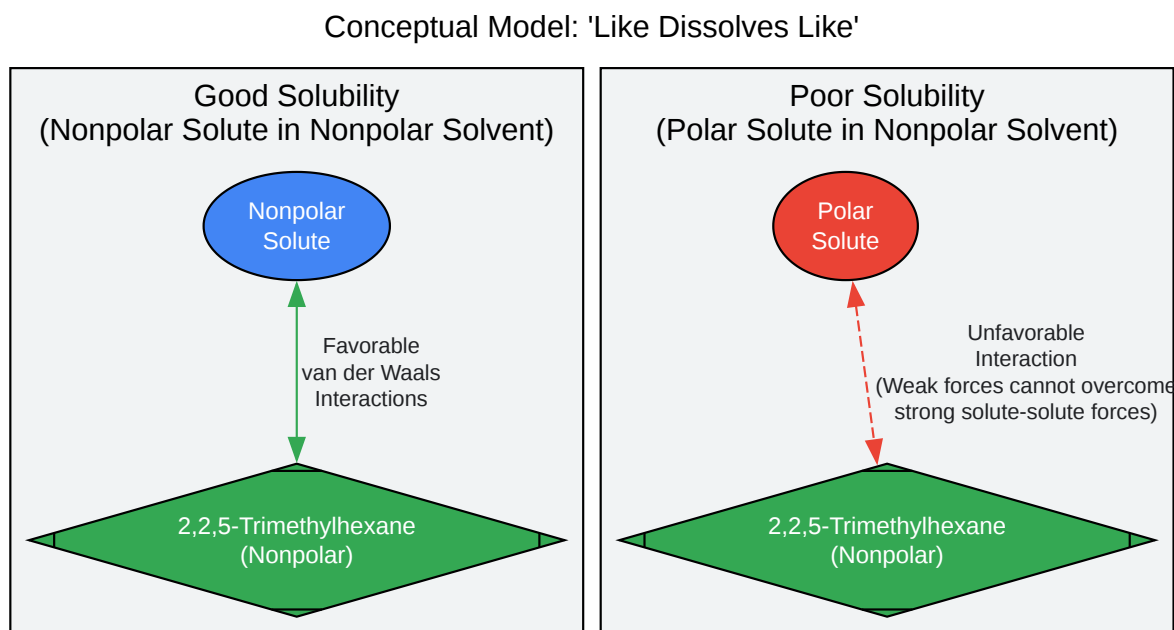 Conceptual Model: 'Like Dissolves Like'
Good Solubility
(Nonpolar Solute in Nonpolar Solvent)
Nonpolar
Solute
Favorable
van der Waals
Interactions
2,2,5-Trimethylhexane
(Nonpolar)
Poor Solubility
(Polar Solute in Nonpolar Solvent)
Polar
Solute
Unfavorable
Interaction
(Weak forces cannot overcome
strong solute-solute forces)
2,2,5-Trimethylhexane
(Nonpolar)